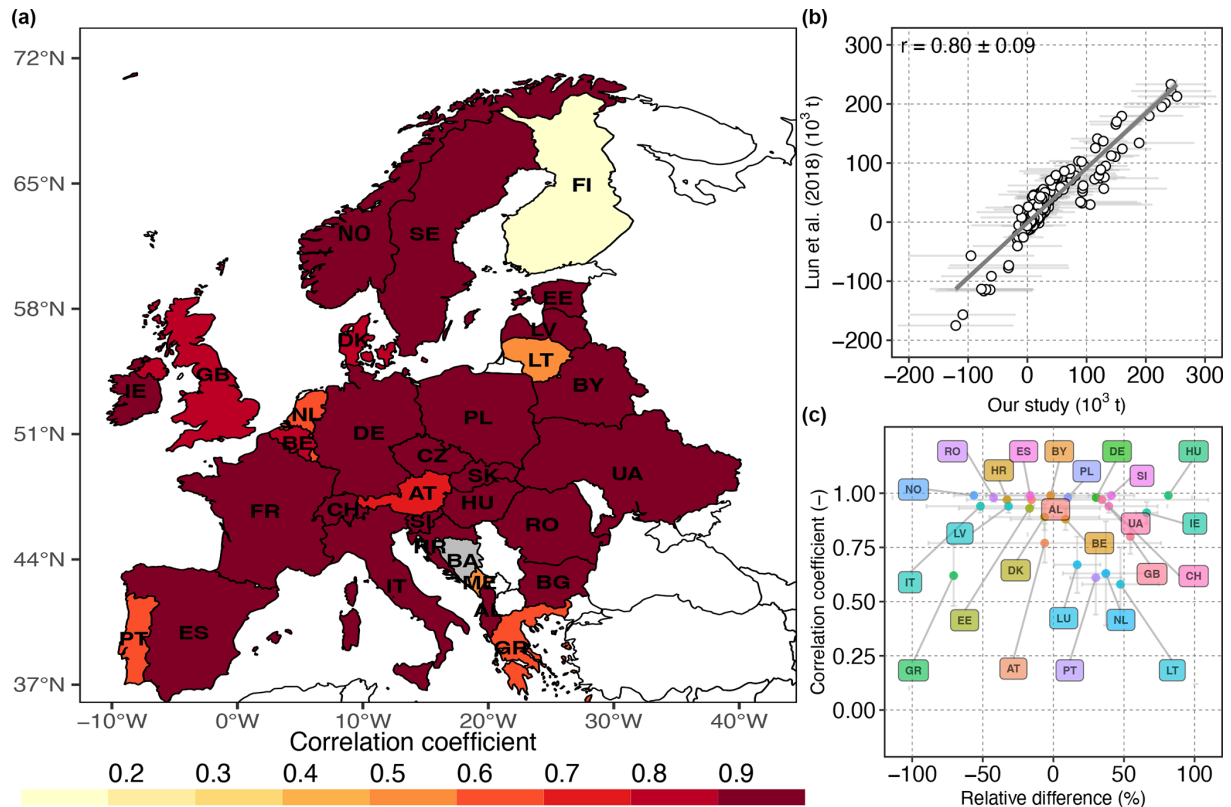 (a)
72°N
65°N
58°N
51°N
44°N
37°N
FI
NO
SE
EE
LV
DK
LT
GB
IE
BY
NL
PL
BE
DE
CZ
UA
SK
AT
FR
CH
HU
SI
RO
HR
BA
IT
ME
BG
AL
ES
PT
GR
−10°W
0°W
10°W
20°W
30°W
40°W
Correlation coefficient
0.2 0.3 0.4 0.5 0.6 0.7 0.8 0.9
(b)
r = 0.80 ± 0.09
Lun et al. (2018) (10³ t)
300
200
100
0
−100
−200
−200 −100 0 100 200 300
Our study (10³ t)
(c)
Correlation coefficient (−)
1.00
0.75
0.50
0.25
0.00
RO
ES
BY
DE
HU
HR
PL
SI
NO
AL
LV
UA
IE
BE
IT
DK
GB
CH
EE
LU
NL
GR
AT
PT
LT
−100 −50 0 50 100
Relative difference (%)